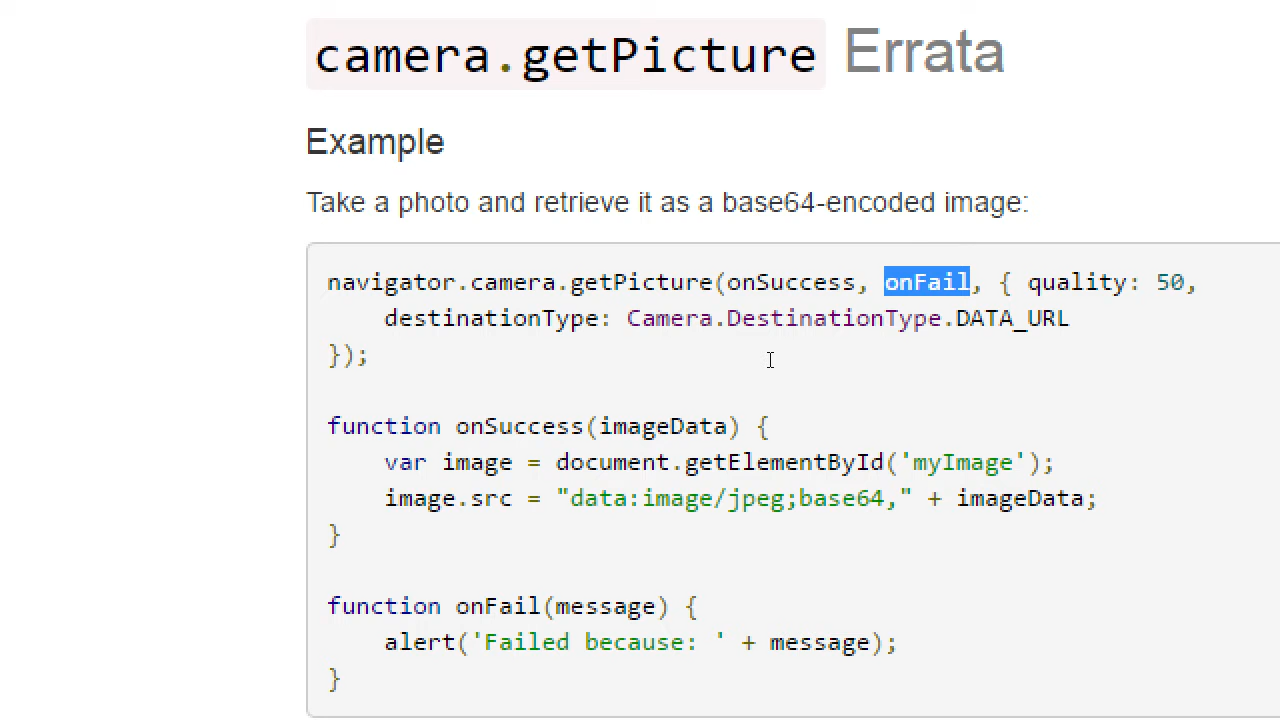 camera.getPicture Errata
Example
Take a photo and retrieve it as a base64-encoded image:
navigator.camera.getPicture(onSuccess, onFail, { quality: 50,
    destinationType: Camera.DestinationType.DATA_URL
});
function onSuccess(imageData) {
    var image = document.getElementById('myImage');
    image.src = "data:image/jpeg;base64," + imageData;
}
function onFail(message) {
    alert('Failed because: ' + message);
}